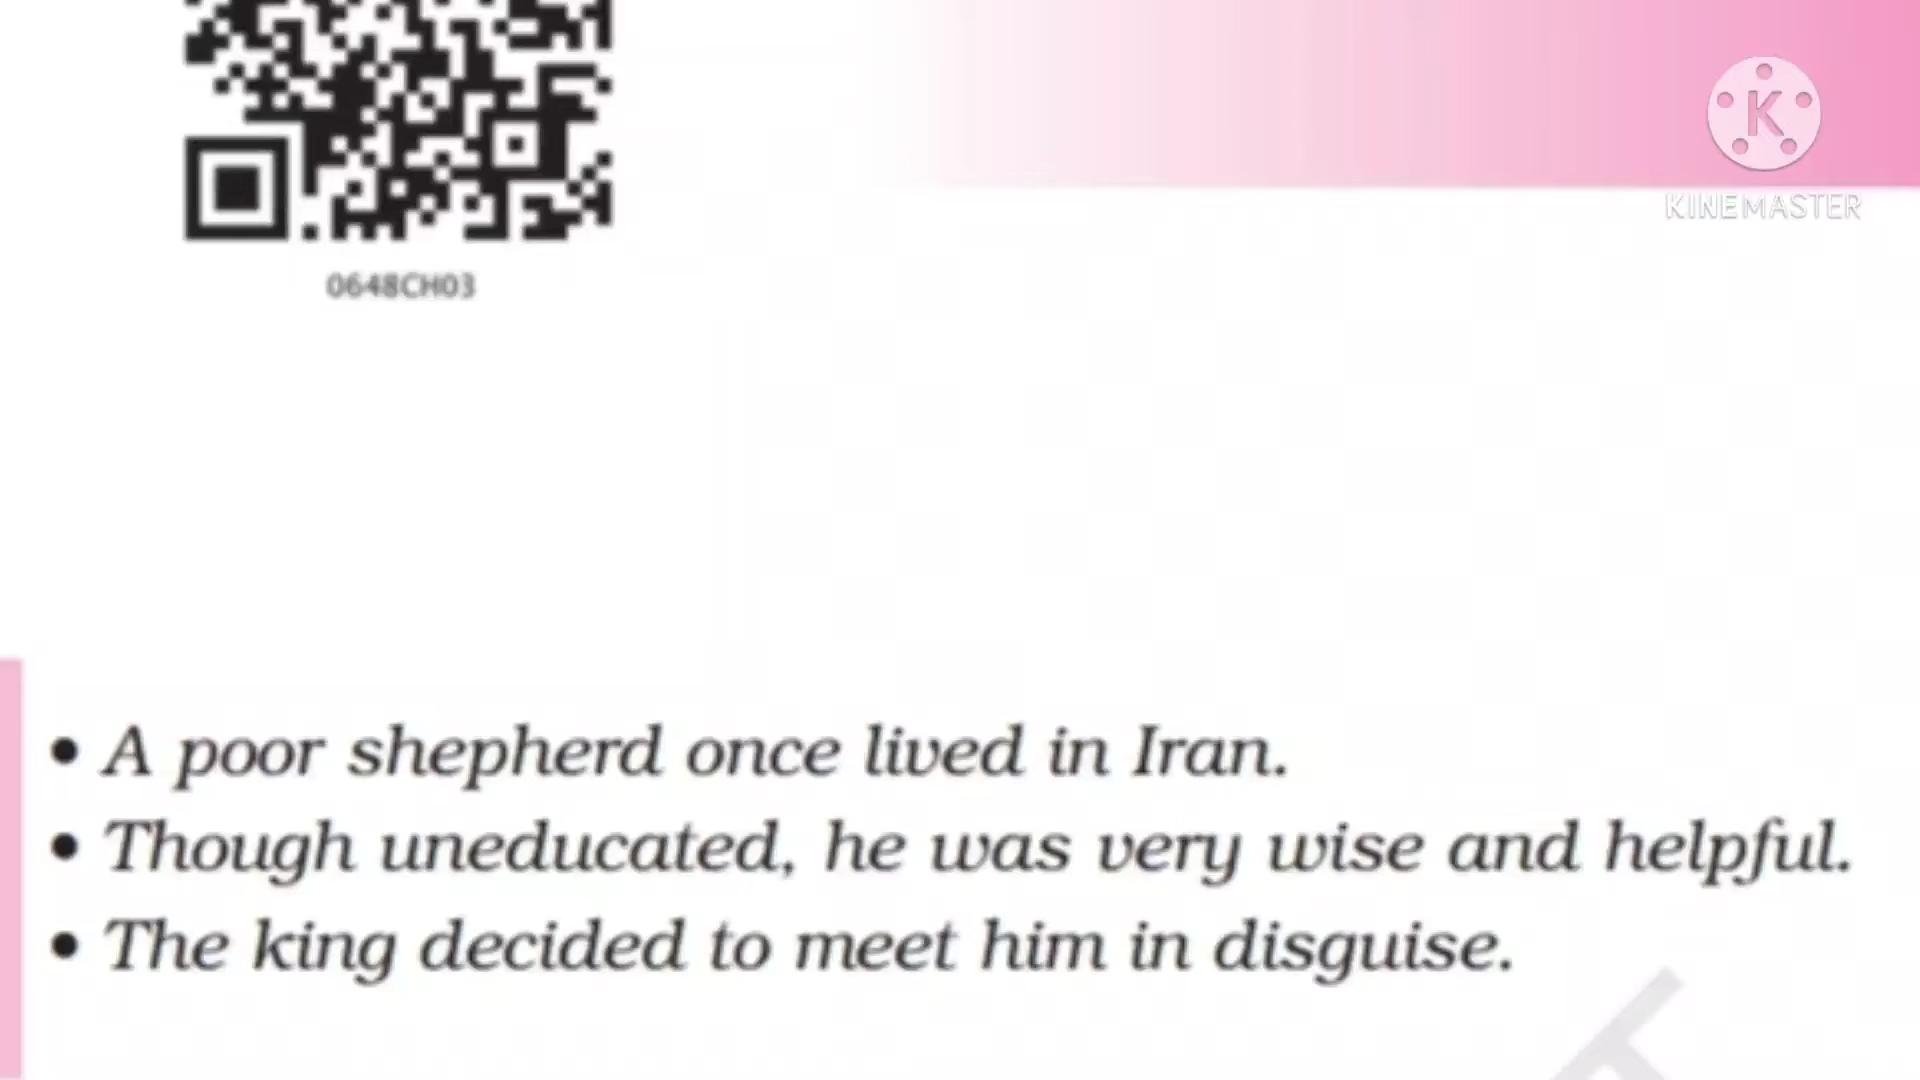 K
KINEMASTER
0648CH03
• A poor shepherd once lived in Iran.
• Though uneducated, he was very wise and helpful.
• The king decided to meet him in disguise.